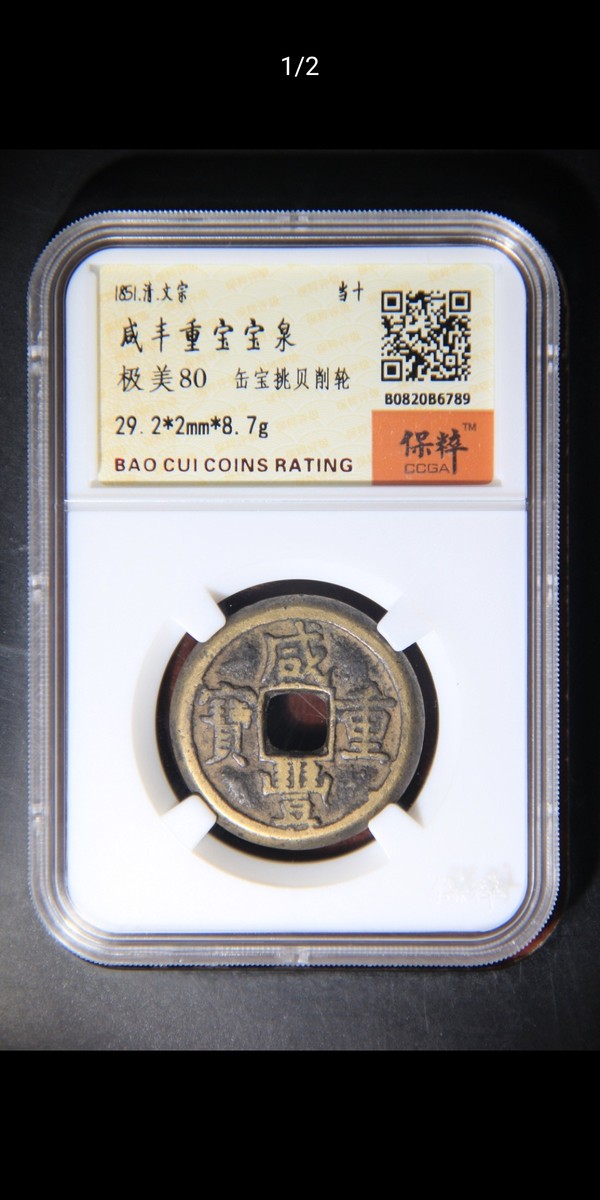 1/2
1851.清.文宗 当十
咸丰重宝宝泉
极美80 缶宝挑贝削轮
B0820B6789
29.2*2mm*8.7g
保粹 TM
CCGA
BAO CUI COINS RATING
咸豐重寶